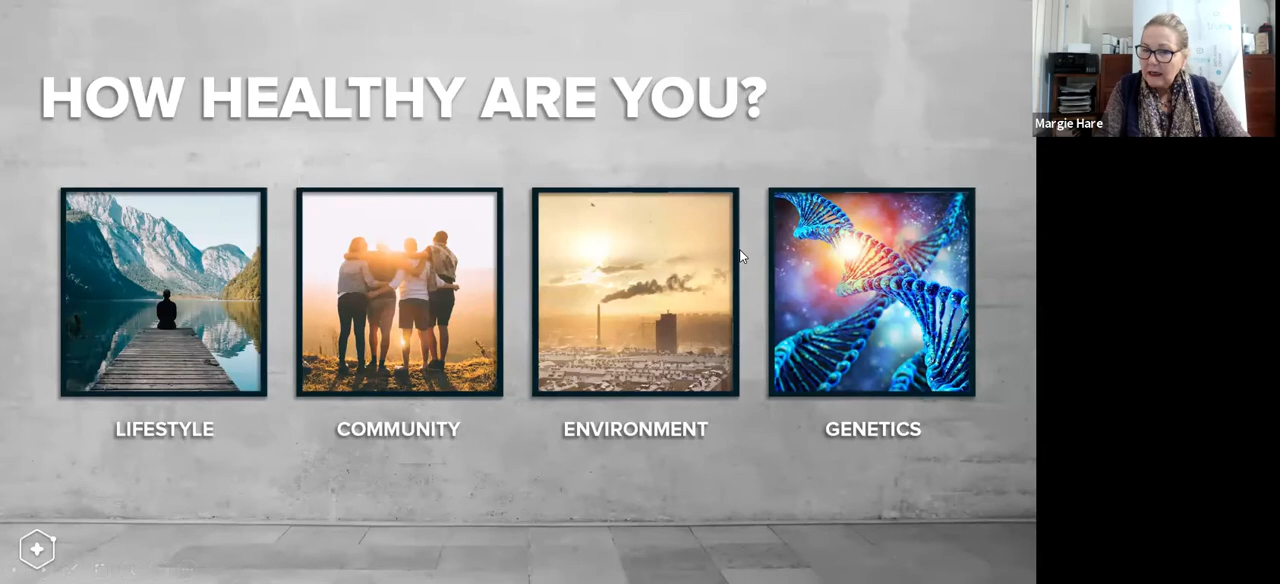 HOW HEALTHY ARE YOU?
Margie Hare
LIFESTYLE
COMMUNITY
ENVIRONMENT
GENETICS